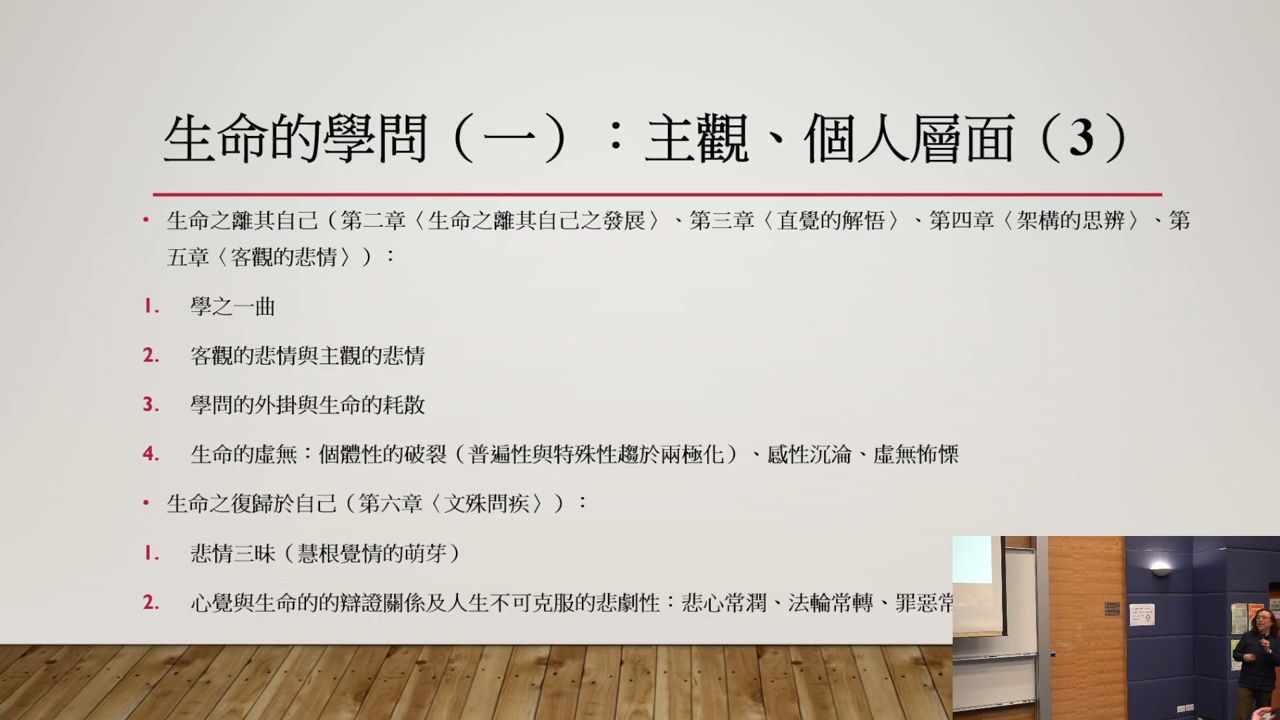 生命的學問（一）：主觀、個人層面（3）
• 生命之離其自己（第二章〈生命之離其自己之發展〉、第三章〈直覺的解悟〉、第四章〈架構的思辨〉、第
五章〈客觀的悲情〉）：
1. 學之一曲
2. 客觀的悲情與主觀的悲情
3. 學問的外掛與生命的耗散
4. 生命的虛無：個體性的破裂（普遍性與特殊性趨於兩極化）、感性沉淪、虛無怖慄
• 生命之復歸於自己（第六章〈文殊問疾〉）：
1. 悲情三昧（慧根覺情的萌芽）
2. 心覺與生命的的辯證關係及人生不可克服的悲劇性：悲心常潤、法輪常轉、罪惡常